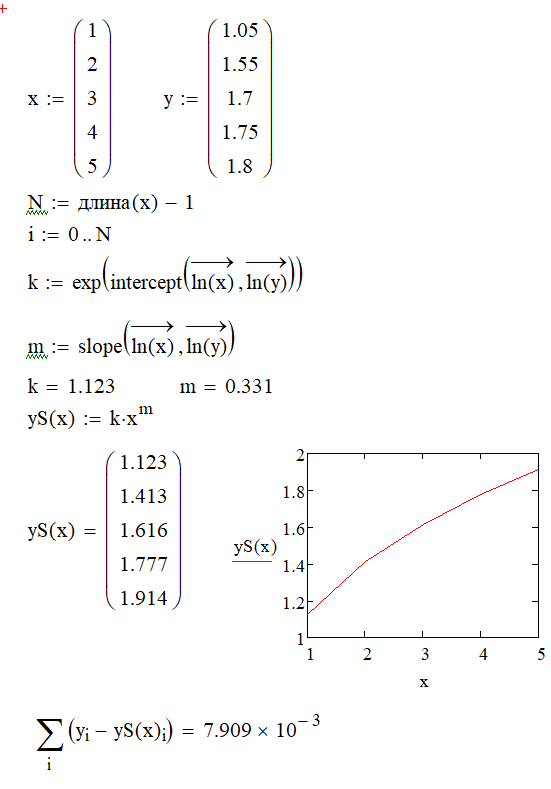 x := (1 2 3 4 5) y := (1.05 1.55 1.7 1.75 1.8)
N := длина(x) − 1
i := 0 .. N
k := exp(intercept(ln(x) , ln(y)))
m := slope(ln(x) , ln(y))
k = 1.123 m = 0.331
yS(x) := k·x^m
yS(x) = (1.123 1.413 1.616 1.777 1.914)
yS(x)
2
1.8
1.6
1.4
1.2
1
1 2 3 4 5
x
∑ᵢ (yᵢ − yS(x)ᵢ) = 7.909 × 10⁻³